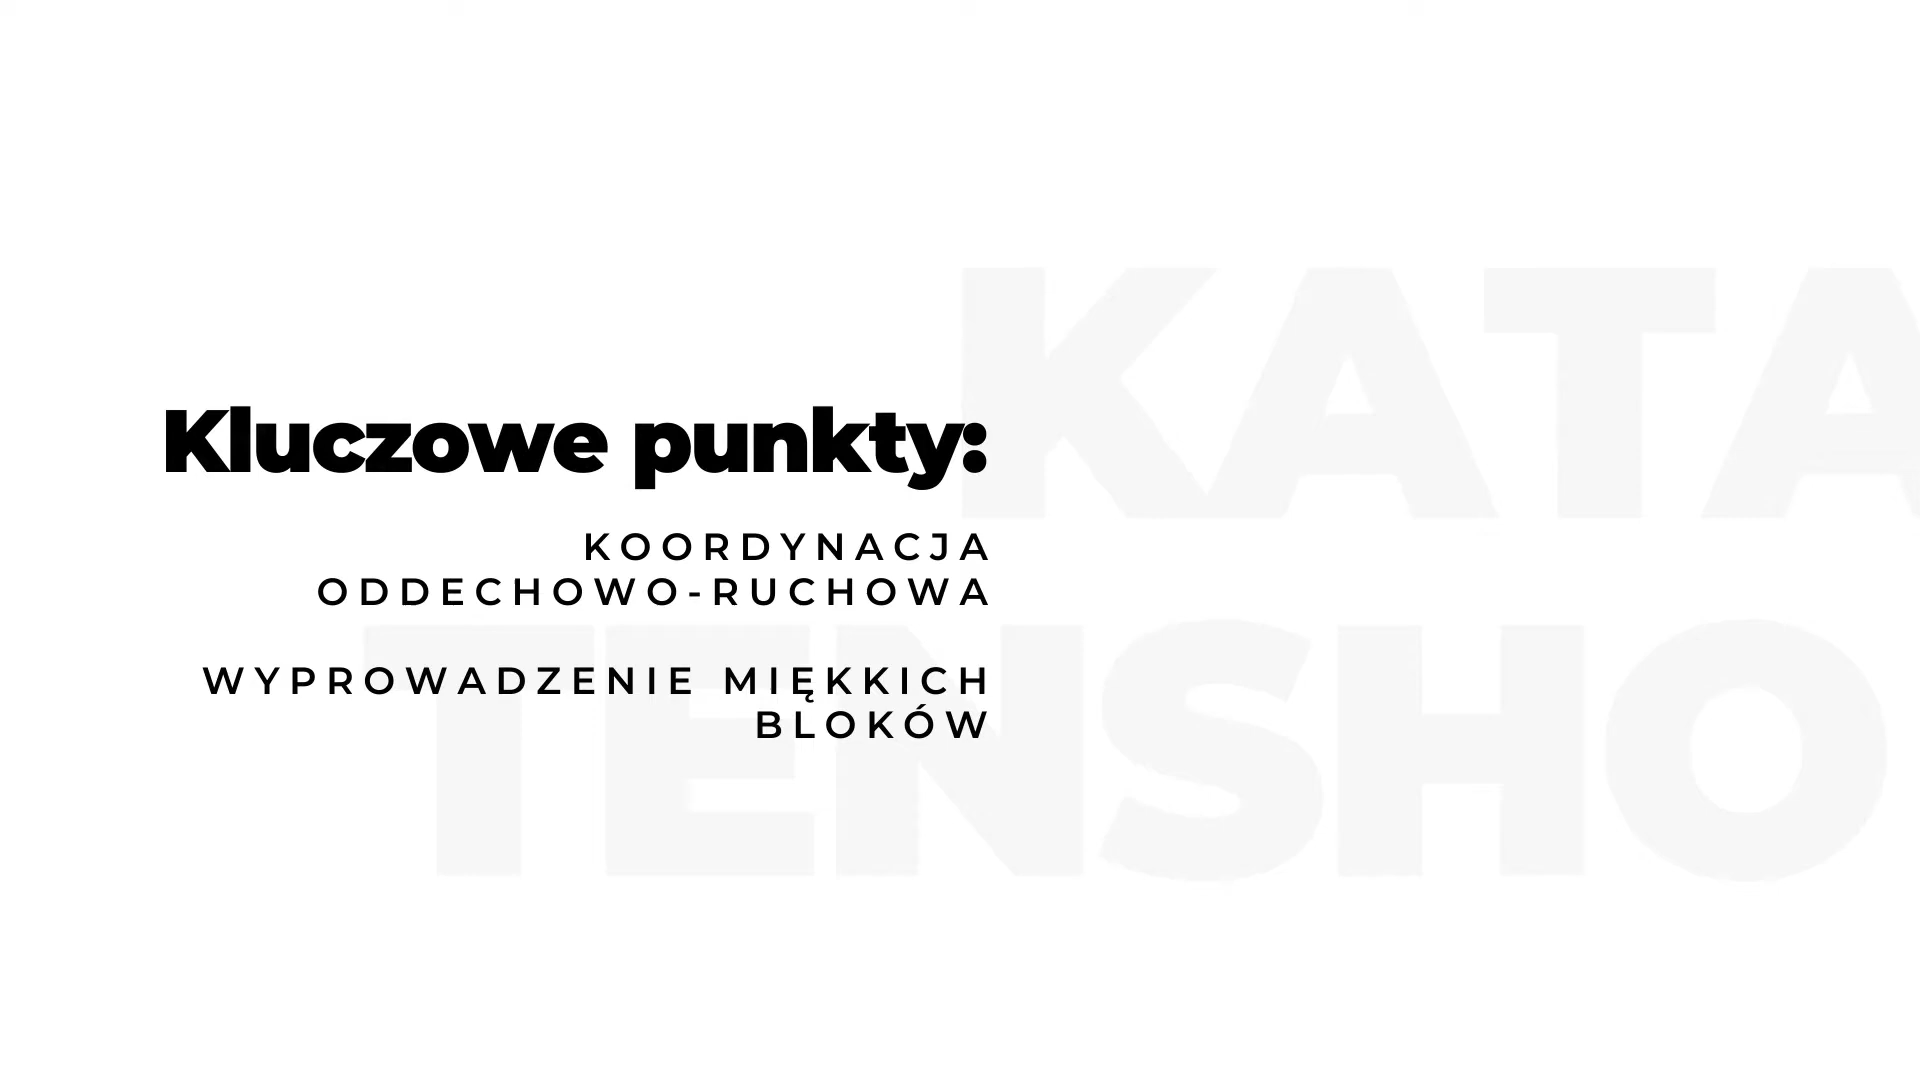 KATA
Kluczowe punkty:
KOORDYNACJA
ODDECHOWO-RUCHOWA
TENSHO
WYPROWADZENIE MIĘKKICH
BLOKÓW